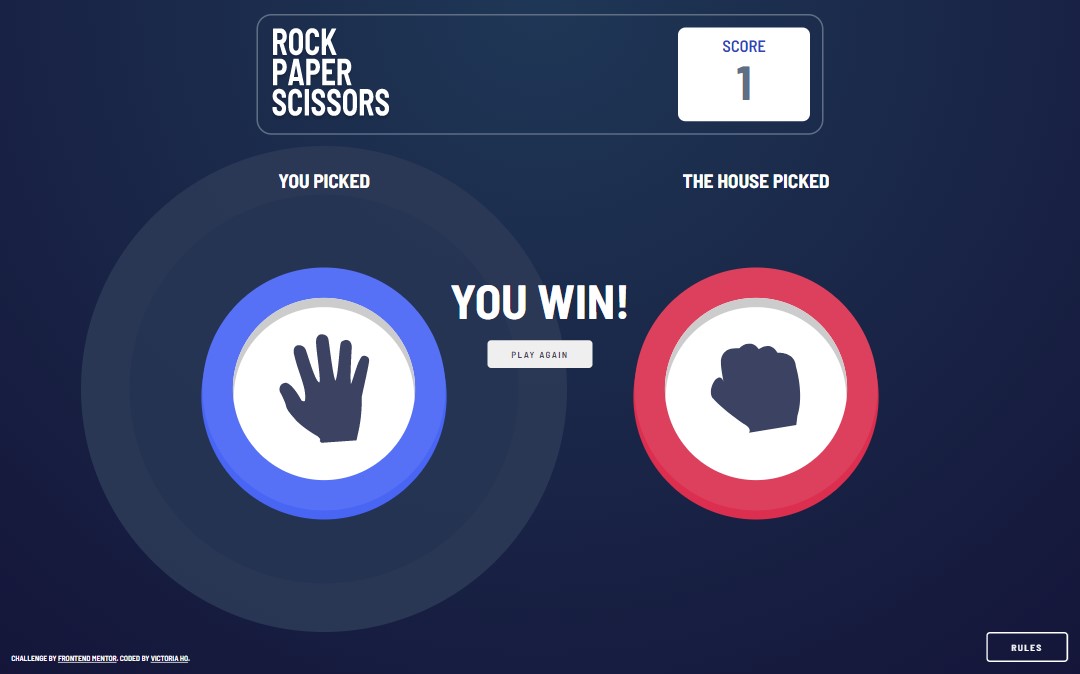 ROCK
PAPER
SCISSORS
SCORE
1
YOU PICKED
THE HOUSE PICKED
YOU WIN!
PLAY AGAIN
CHALLENGE BY FRONTEND MENTOR. CODED BY VICTORIA HO.
RULES